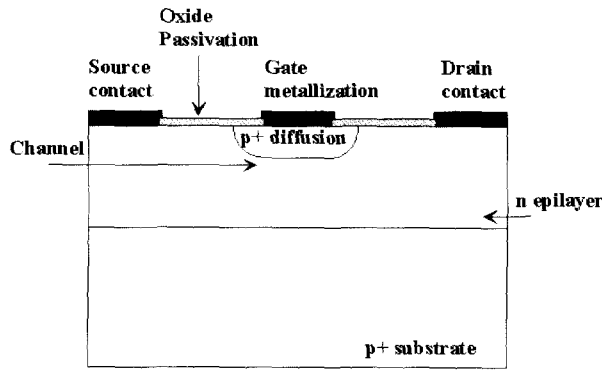 Oxide
Passivation
Source
contact
Gate
metallization
Drain
contact
p+ diffusion
Channel
n epilayer
p+ substrate